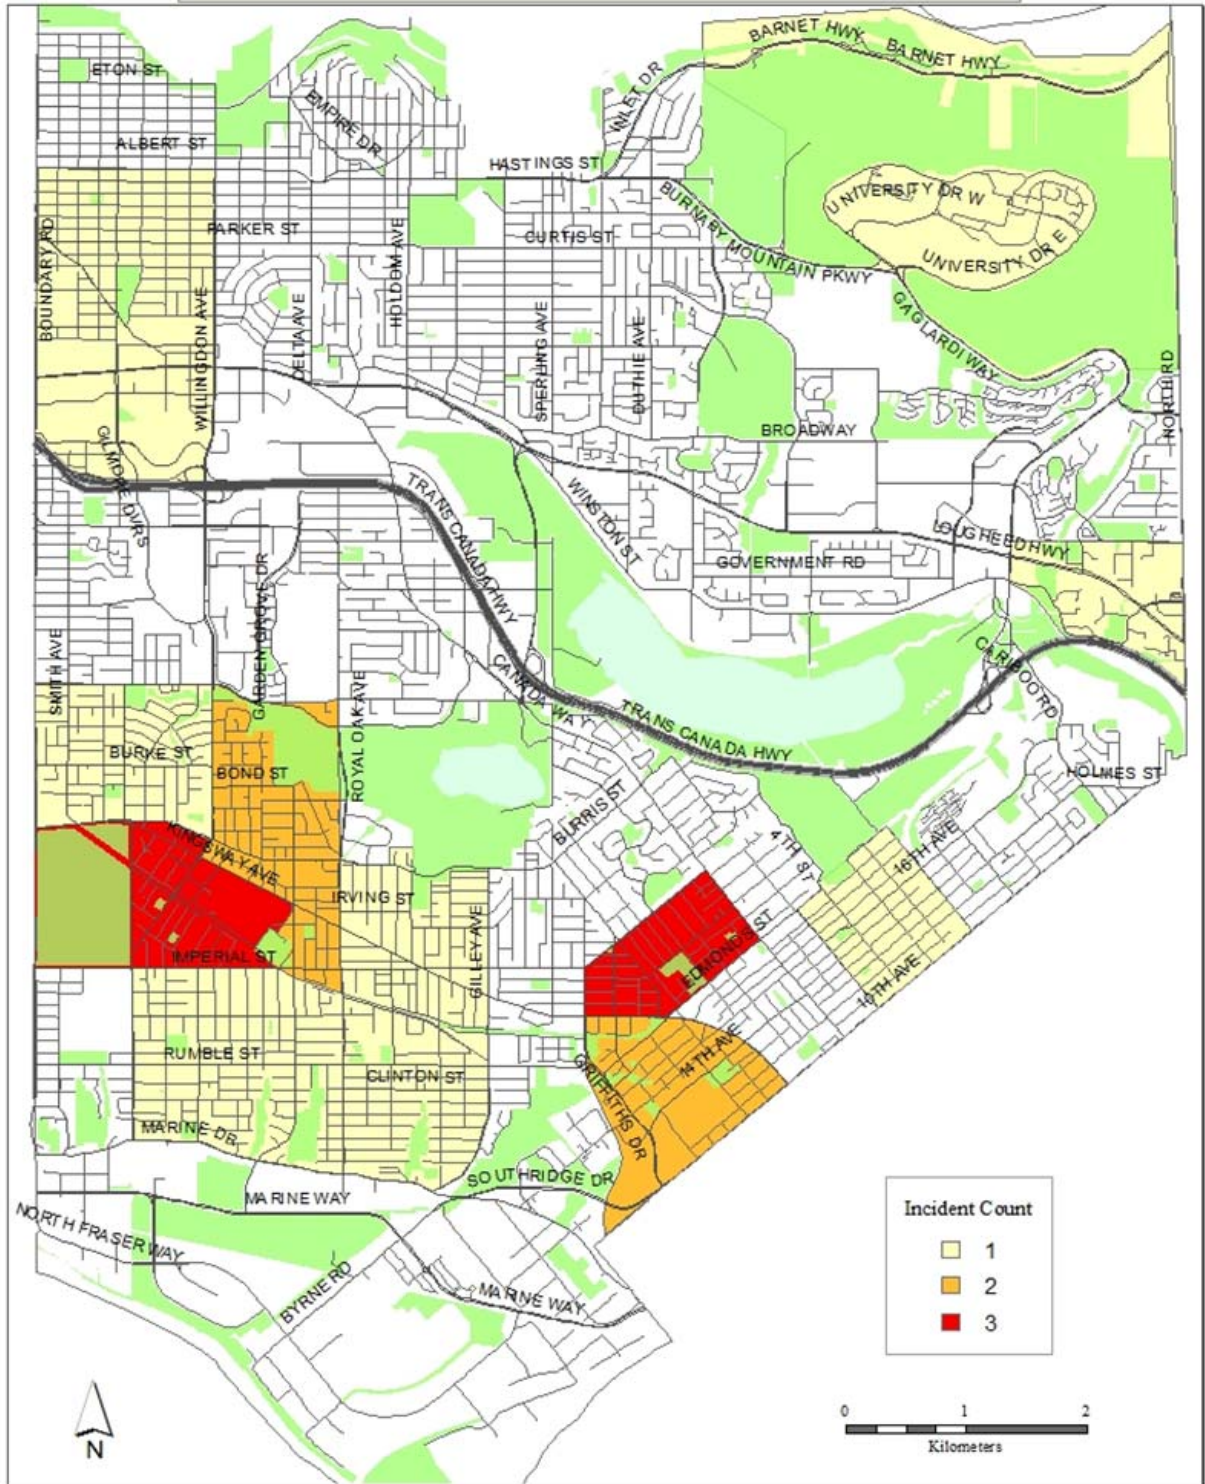 BARNET HWY
BARNET HWY
ETON ST
INLET DR
EMPIRE DR
ALBERT ST
HASTINGS ST
UNIVERSITY DR W
BURNABY MOUNTAIN PKWY
PARKER ST
CURTIS ST
UNIVERSITY DR E
BOUNDARY RD
HOLDOM AVE
WILLINGDON AVE
DELTA AVE
SPERLING AVE
DUTHIE AVE
GAGLARDI WAY
NORTH RD
BROADWAY
GILMORE DVRS
TRANS CANADA HWY
WINSTON ST
LOUGHEED HWY
GOVERNMENT RD
GARDEN GROVE DR
SMITH AVE
CANADA WAY
CARIBOO RD
ROYAL OAK AVE
TRANS CANADA HWY
BURKE ST
BOND ST
HOLMES ST
BURRIS ST
KINGSWAY AVE
4TH ST
16TH AVE
IRVING ST
GILLEY AVE
EDMONDS ST
IMPERIAL ST
10TH AVE
RUMBLE ST
14TH AVE
CLINTON ST
GRIFFITHS DR
MARINE DR
SOUTHRIDGE DR
MARINE WAY
NORTH FRASER WAY
BYRNE RD
MARINE WAY
Incident Count
1
2
3
N
0 1 2
Kilometers